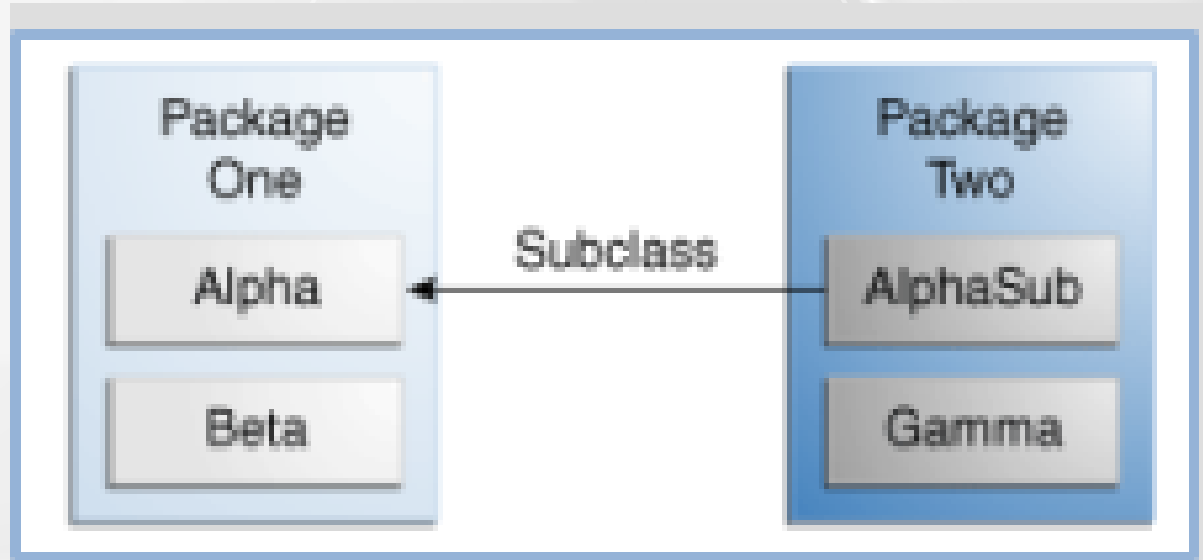 Package
One
Alpha
Beta
Subclass
Package
Two
AlphaSub
Gamma